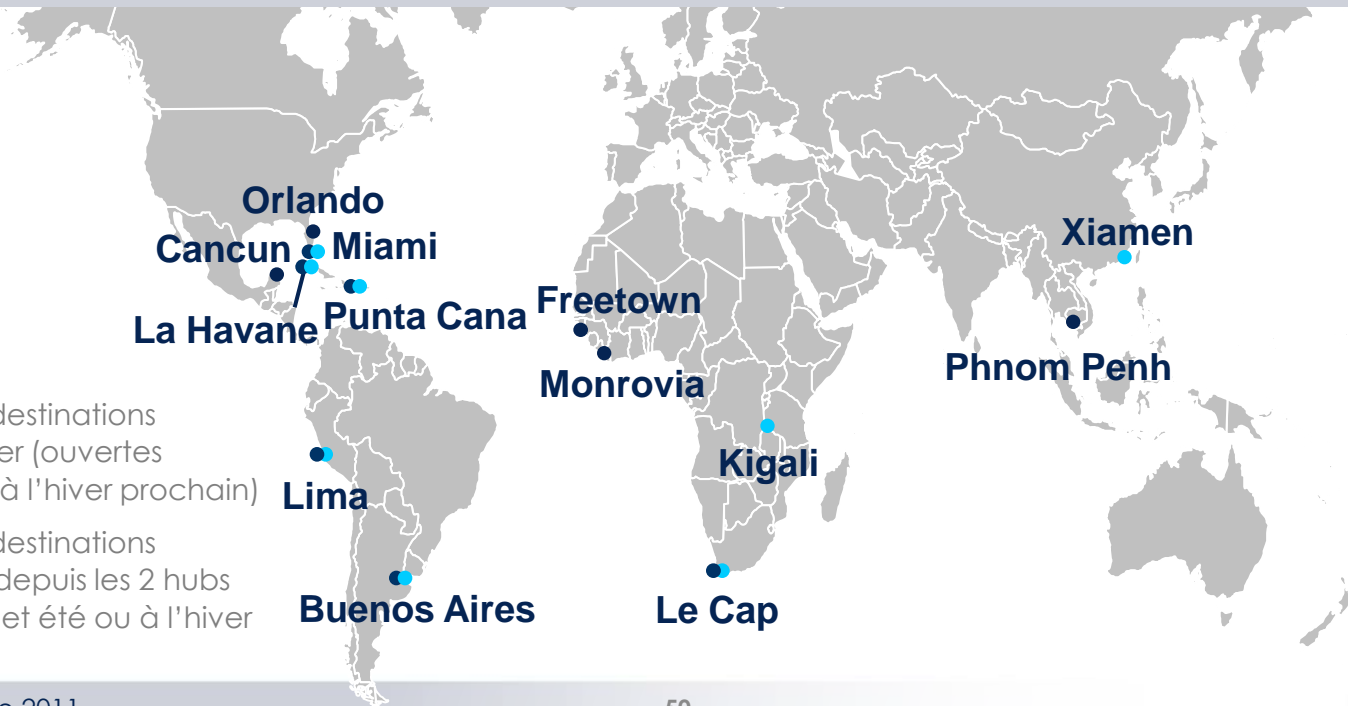 Orlando
Cancun
Miami
La Havane
Punta Cana
Freetown
Monrovia
Xiamen
Phnom Penh
Kigali
Lima
Buenos Aires
Le Cap
destinations
er (ouvertes
à l'hiver prochain)
destinations
depuis les 2 hubs
et été ou à l'hiver